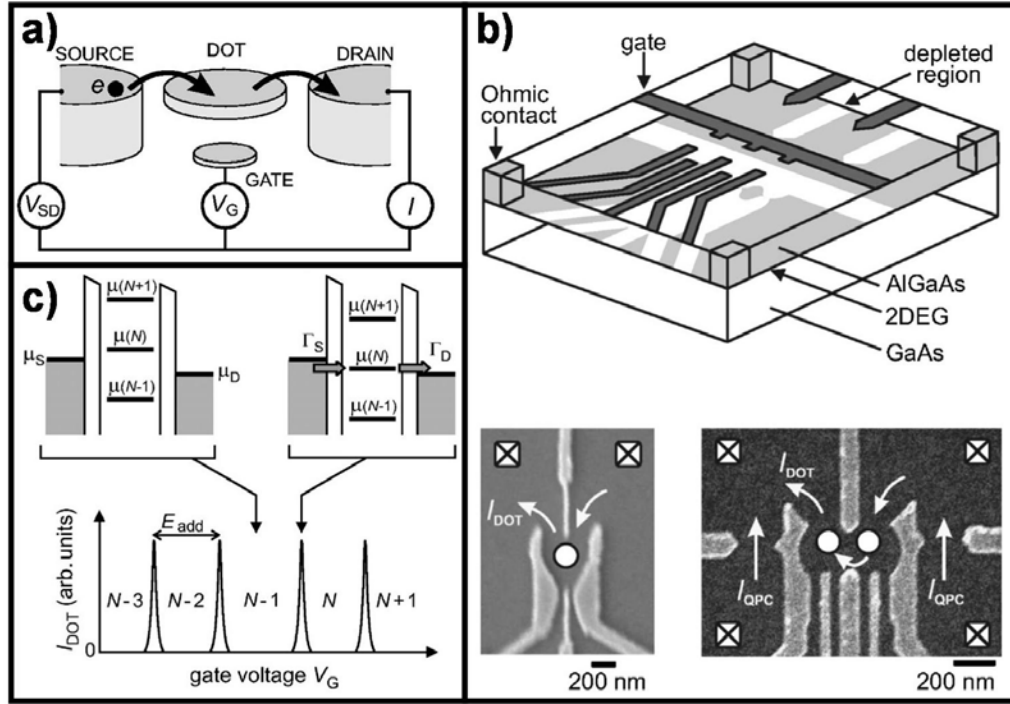 a)
SOURCE
DOT
DRAIN
e
GATE
V_SD
V_G
I
b)
gate
depleted
region
Ohmic
contact
AlGaAs
2DEG
GaAs
I_DOT
200 nm
I_DOT
I_QPC
I_QPC
200 nm
c)
μ(N+1)
μ(N)
μ(N-1)
μ_S
μ_D
Γ_S
Γ_D
μ(N+1)
μ(N)
μ(N-1)
E_add
N-3
N-2
N-1
N
N+1
I_DOT (arb. units)
0
gate voltage V_G